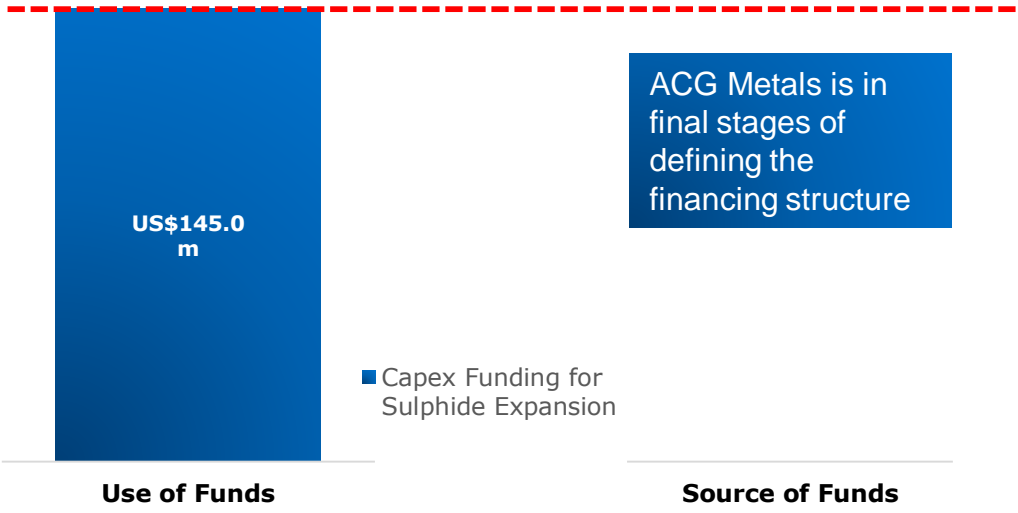 US$145.0
m
ACG Metals is in
final stages of
defining the
financing structure
Capex Funding for
Sulphide Expansion
Use of Funds
Source of Funds